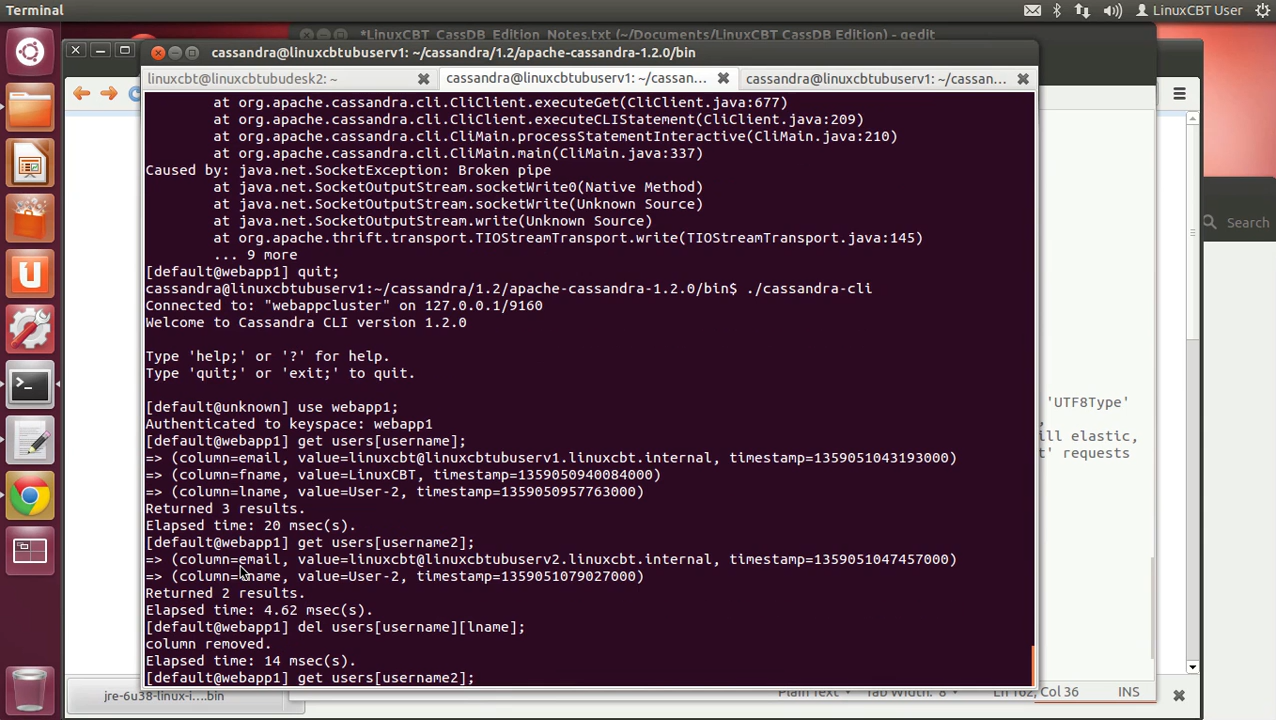 Terminal
LinuxCBT User
*LinuxCBT_CassDB_Edition_Notes.txt (~/Documents/LinuxCBT CassDB Edition) - gedit
cassandra@linuxcbtubuserv1: ~/cassandra/1.2/apache-cassandra-1.2.0/bin
linuxcbt@linuxcbtubudesk2: ~
cassandra@linuxcbtubuserv1: ~/cassan...
cassandra@linuxcbtubuserv1: ~/cassan...
at org.apache.cassandra.cli.CliClient.executeGet(CliClient.java:677)
at org.apache.cassandra.cli.CliClient.executeCLIStatement(CliClient.java:209)
at org.apache.cassandra.cli.CliMain.processStatementInteractive(CliMain.java:210)
at org.apache.cassandra.cli.CliMain.main(CliMain.java:337)
Caused by: java.net.SocketException: Broken pipe
at java.net.SocketOutputStream.socketWrite0(Native Method)
at java.net.SocketOutputStream.socketWrite(Unknown Source)
at java.net.SocketOutputStream.write(Unknown Source)
at org.apache.thrift.transport.TIOStreamTransport.write(TIOStreamTransport.java:145)
... 9 more
[default@webapp1] quit;
cassandra@linuxcbtubuserv1:~/cassandra/1.2/apache-cassandra-1.2.0/bin$ ./cassandra-cli
Connected to: "webappcluster" on 127.0.0.1/9160
Welcome to Cassandra CLI version 1.2.0
Type 'help;' or '?' for help.
Type 'quit;' or 'exit;' to quit.
[default@unknown] use webapp1;
Authenticated to keyspace: webapp1
[default@webapp1] get users[username];
=> (column=email, value=linuxcbt@linuxcbtubuserv1.linuxcbt.internal, timestamp=1359051043193000)
=> (column=fname, value=LinuxCBT, timestamp=1359050940084000)
=> (column=lname, value=User-2, timestamp=1359050957763000)
Returned 3 results.
Elapsed time: 20 msec(s).
[default@webapp1] get users[username2];
=> (column=email, value=linuxcbt@linuxcbtubuserv2.linuxcbt.internal, timestamp=1359051047457000)
=> (column=lname, value=User-2, timestamp=1359051079027000)
Returned 2 results.
Elapsed time: 4.62 msec(s).
[default@webapp1] del users[username][lname];
column removed.
Elapsed time: 14 msec(s).
[default@webapp1] get users[username2];
Search
'UTF8Type'
ill elastic,
t' requests
jre-6u38-linux-i....bin
Plain Text
Tab Width: 8
Ln 162, Col 36
INS